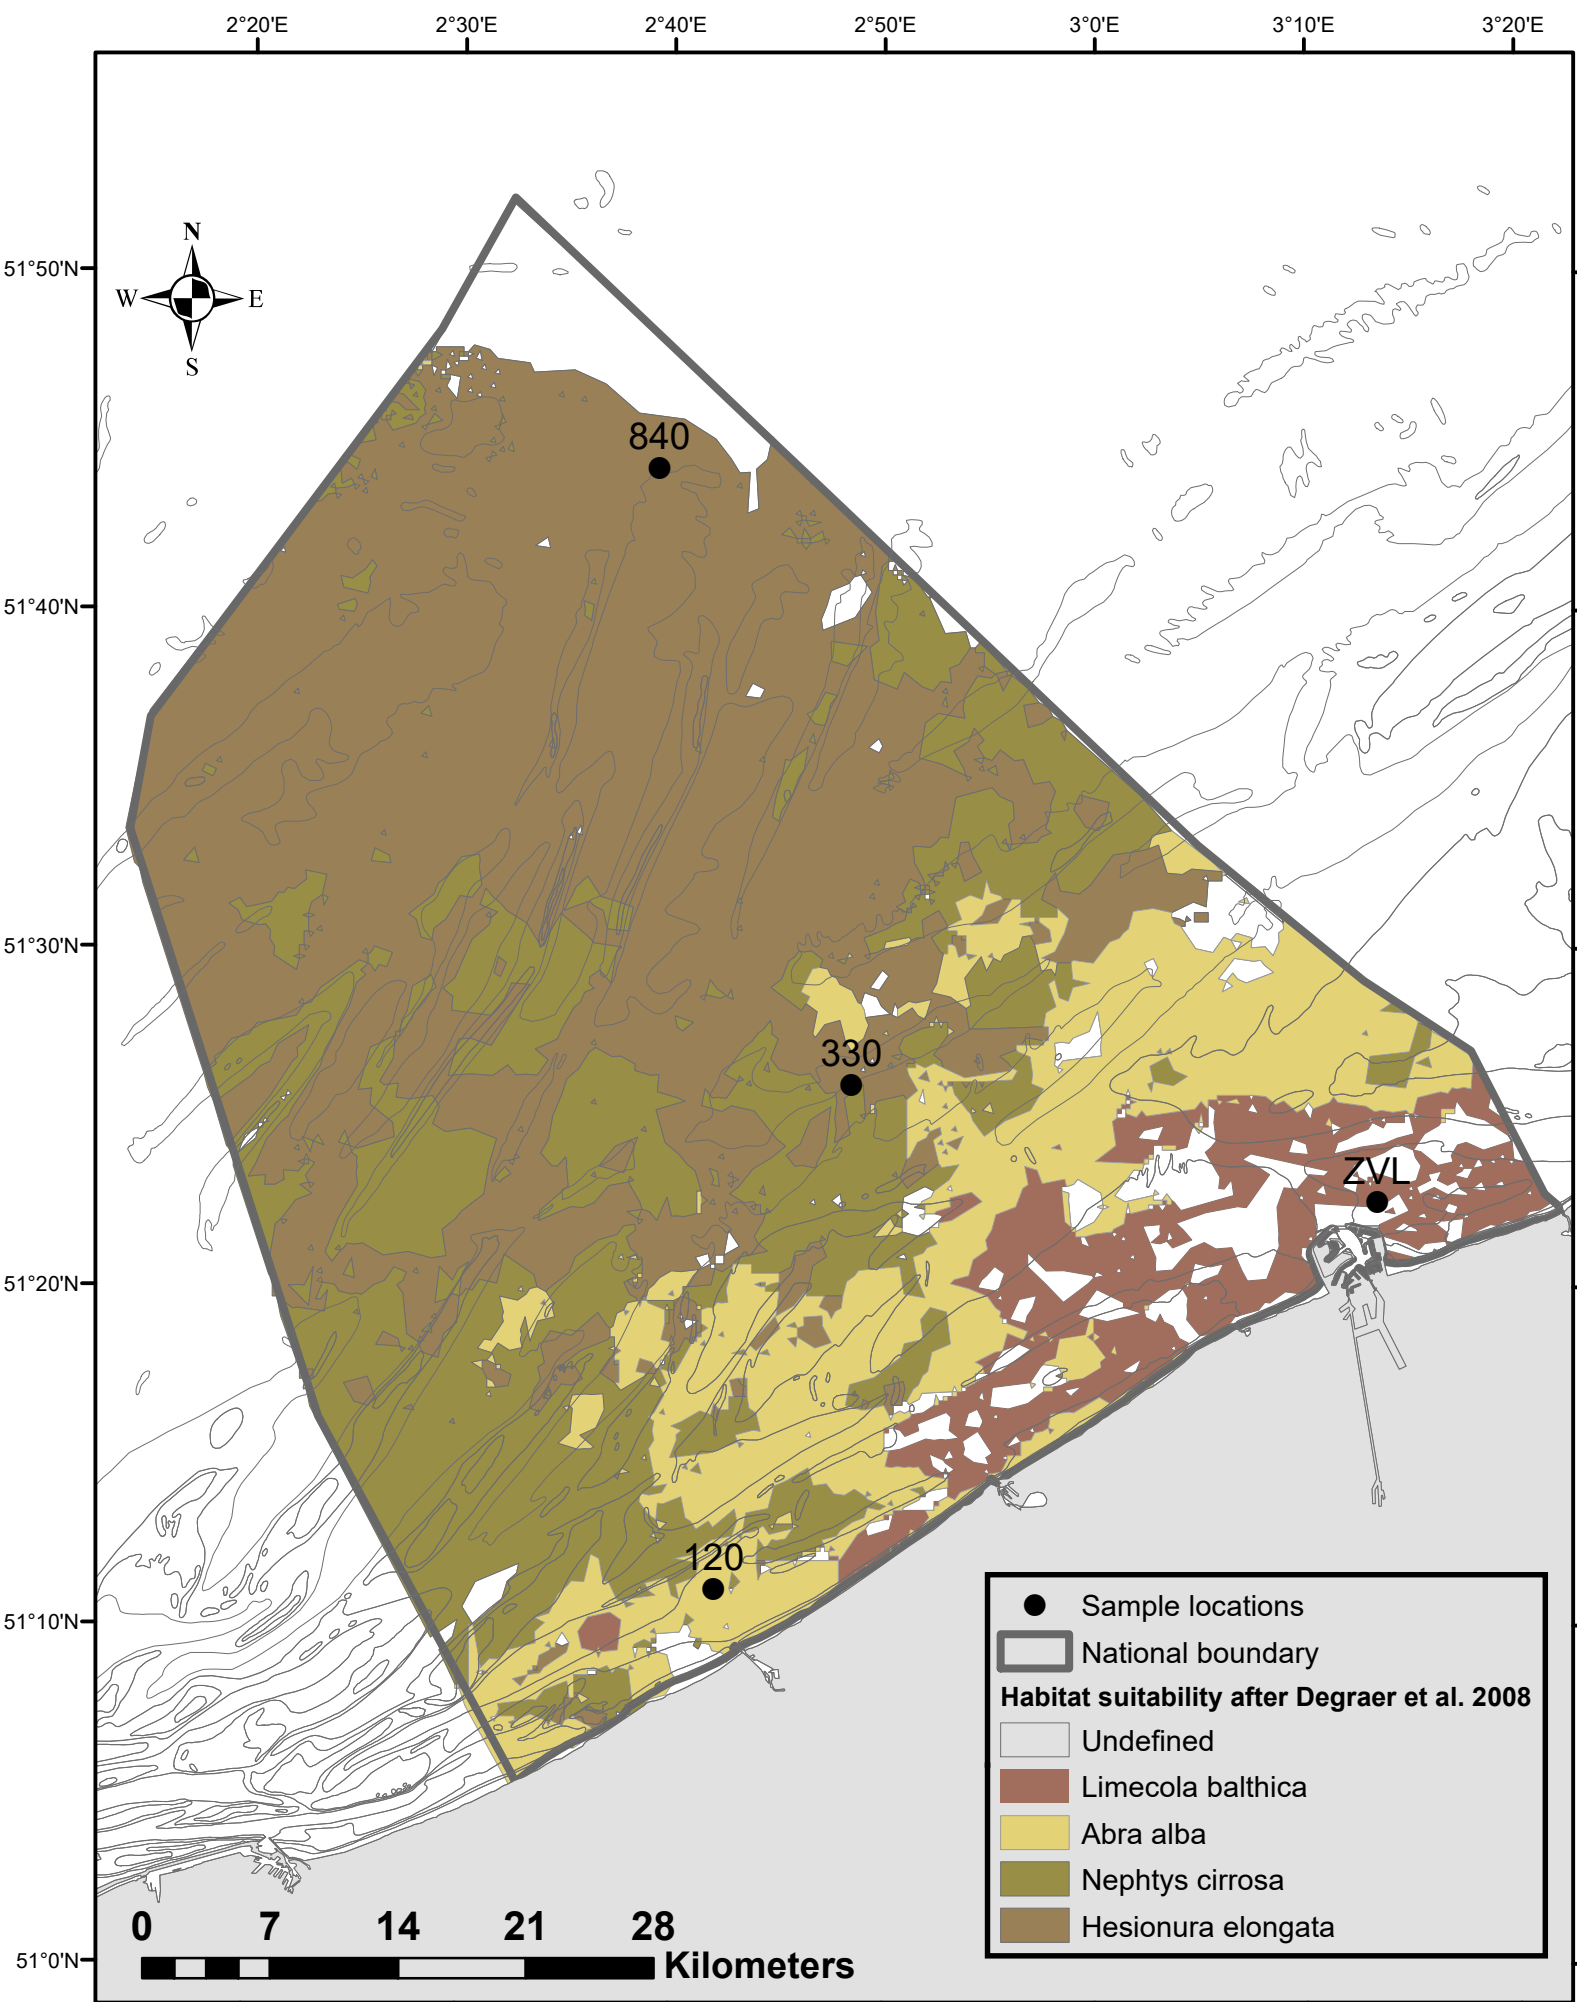 2°20'E 2°30'E 2°40'E 2°50'E 3°0'E 3°10'E 3°20'E
51°50'N
N
W E
S
840
51°40'N
51°30'N
330
ZVL
51°20'N
120
51°10'N
51°0'N
Sample locations
National boundary
Habitat suitability after Degraer et al. 2008
Undefined
Limecola balthica
Abra alba
Nephtys cirrosa
Hesionura elongata
0 7 14 21 28
Kilometers